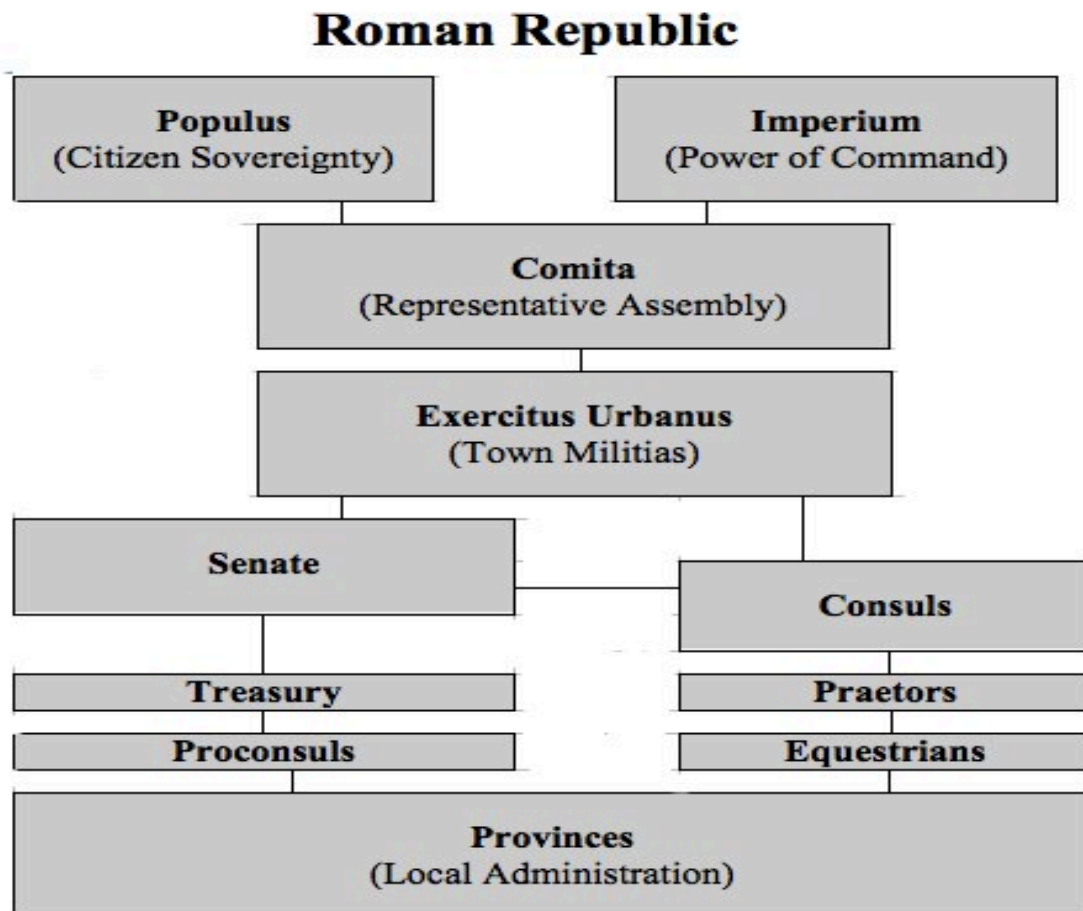 Roman Republic
Populus
(Citizen Sovereignty)
Imperium
(Power of Command)
Comita
(Representative Assembly)
Exercitus Urbanus
(Town Militias)
Senate
Consuls
Treasury
Praetors
Proconsuls
Equestrians
Provinces
(Local Administration)